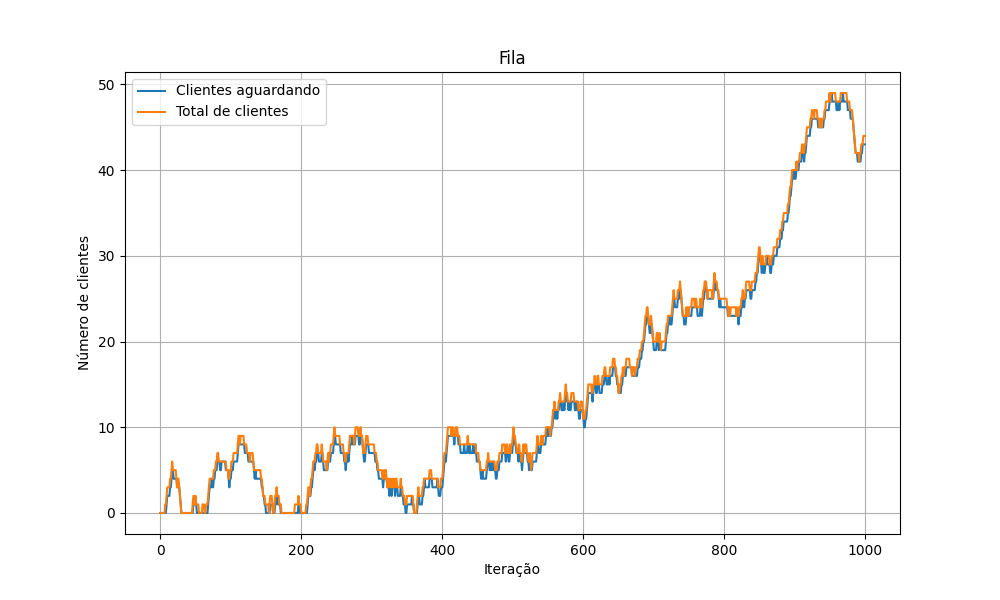 Fila
Clientes aguardando
Total de clientes
50
40
30
20
10
0
Número de clientes
0 200 400 600 800 1000
Iteração